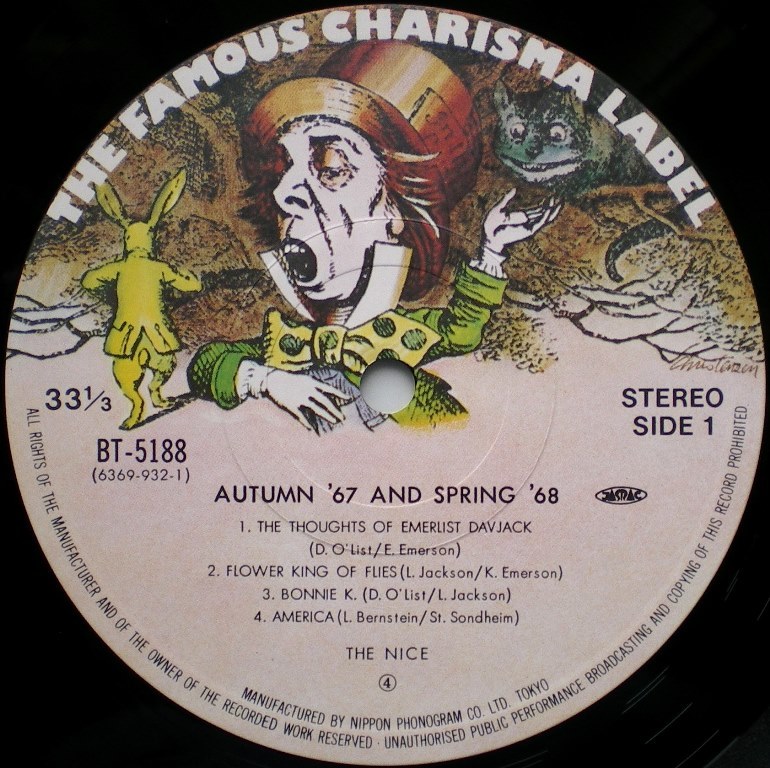 THE FAMOUS CHARISMA LABEL
33⅓
STEREO
SIDE 1
BT-5188
(6369-932-1)
AUTUMN '67 AND SPRING '68
JASRAC
1. THE THOUGHTS OF EMERLIST DAVJACK
(D. O'List/E. Emerson)
2. FLOWER KING OF FLIES (L. Jackson/K. Emerson)
3. BONNIE K. (D. O'List/L. Jackson)
4. AMERICA (L. Bernstein/St. Sondheim)
THE NICE
④
MANUFACTURED BY NIPPON PHONOGRAM CO. LTD. TOKYO
ALL RIGHTS OF THE MANUFACTURER AND OF THE OWNER OF THE RECORDED WORK RESERVED · UNAUTHORISED PUBLIC PERFORMANCE BROADCASTING AND COPYING OF THIS RECORD PROHIBITED